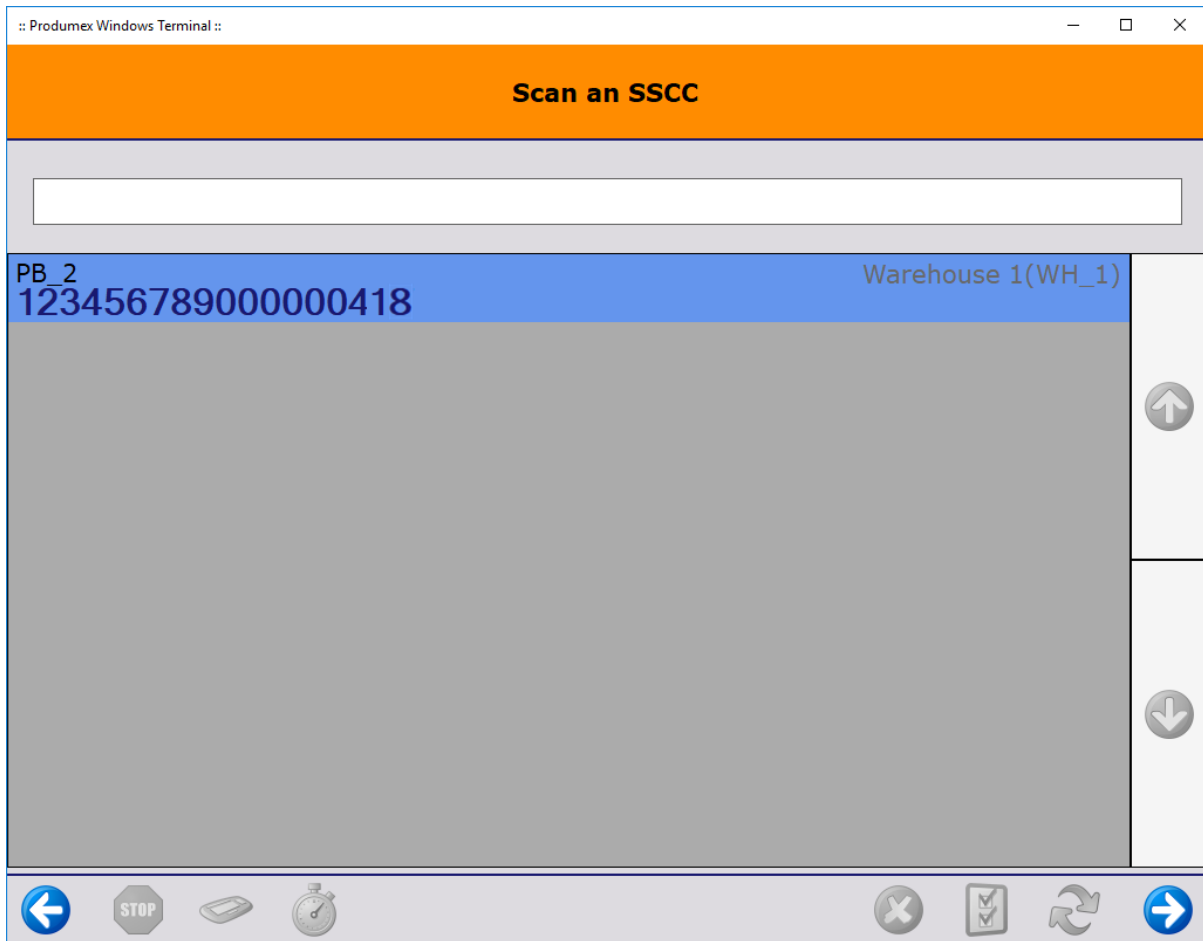 :: Produmex Windows Terminal ::
Scan an SSCC
PB_2 Warehouse 1(WH_1)
123456789000000418
STOP